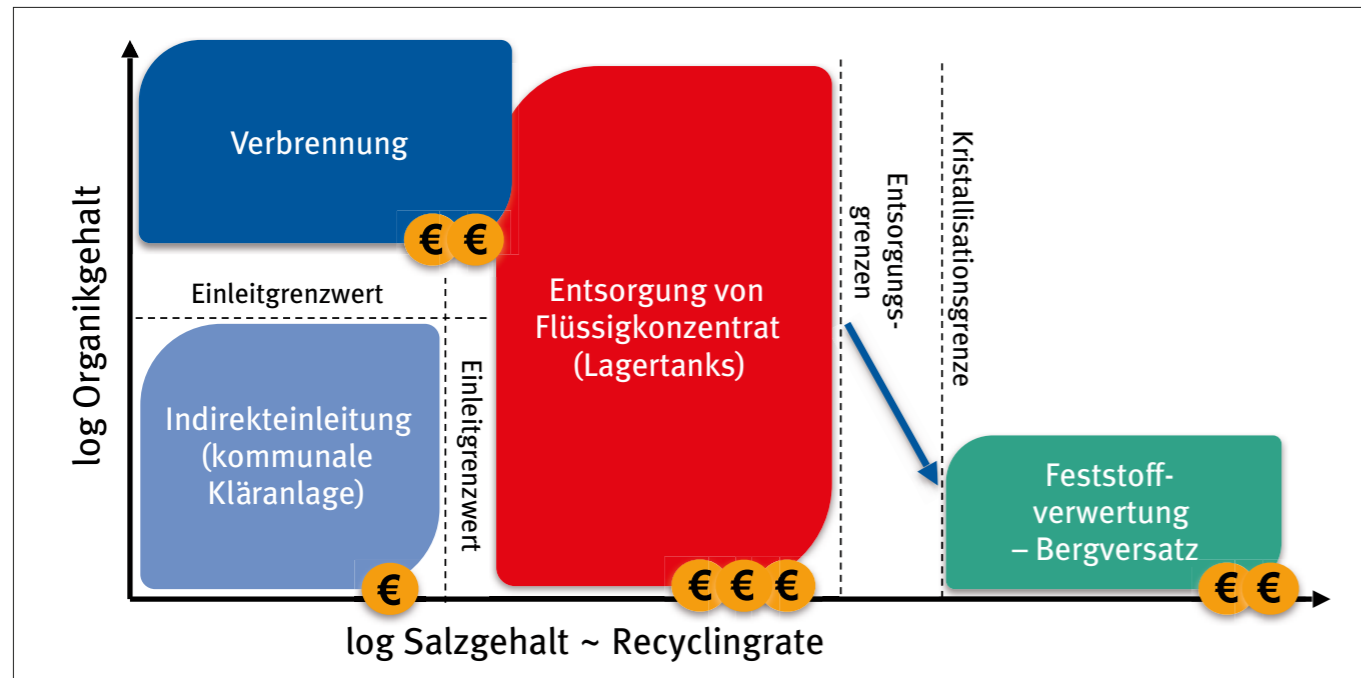 log Organikgehalt
Verbrennung
€ €
Einleitgrenzwert
Indirekteinleitung
(kommunale
Kläranlage)
€
Einleitgrenzwert
Entsorgung von
Flüssigkonzentrat
(Lagertanks)
€ € €
Entsorgungs-
grenzen
Kristallisationsgrenze
Feststoff-
verwertung
– Bergversatz
€ €
log Salzgehalt ~ Recyclingrate